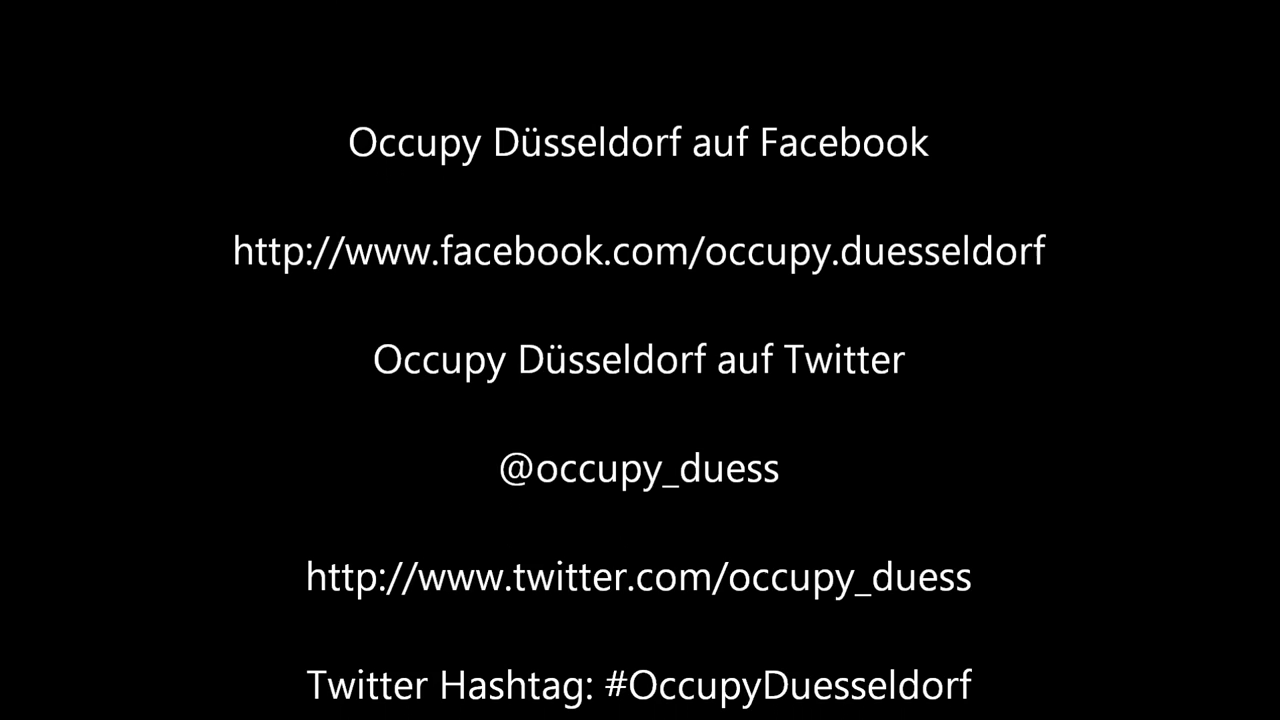 Occupy Düsseldorf auf Facebook
http://www.facebook.com/occupy.duesseldorf
Occupy Düsseldorf auf Twitter
@occupy_duess
http://www.twitter.com/occupy_duess
Twitter Hashtag: #OccupyDuesseldorf